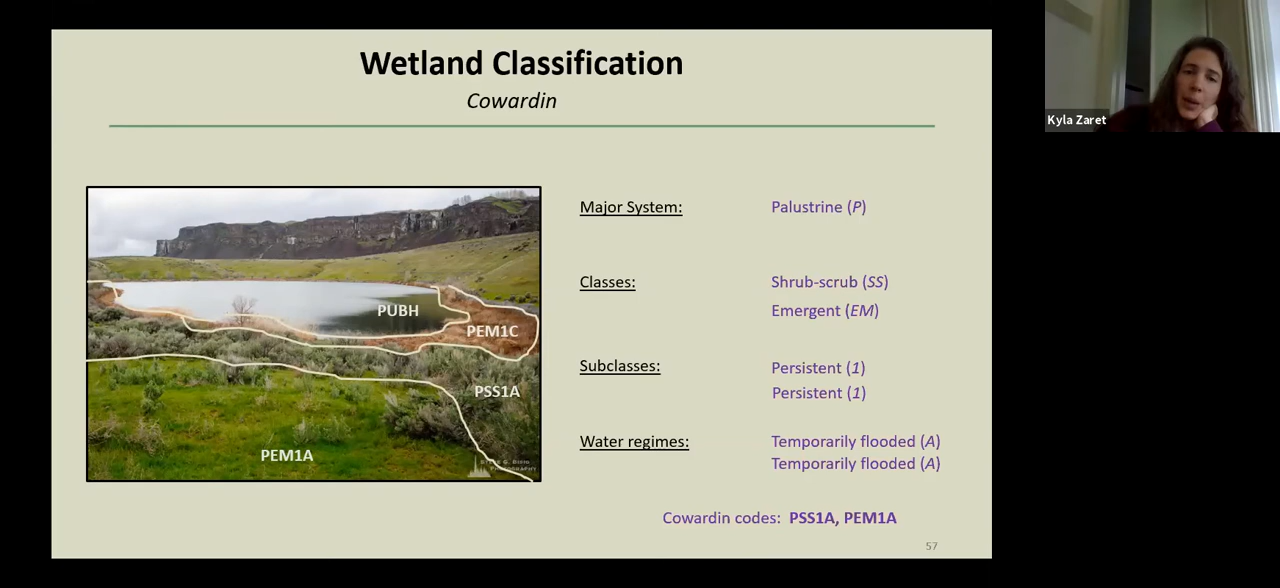 Wetland Classification
Cowardin
Kyla Zaret
Major System: Palustrine (P)
Classes: Shrub-scrub (SS)
Emergent (EM)
Subclasses: Persistent (1)
Persistent (1)
Water regimes: Temporarily flooded (A)
Temporarily flooded (A)
Cowardin codes: PSS1A, PEM1A
PUBH
PEM1C
PSS1A
PEM1A
PHOTOGRAPHY
57